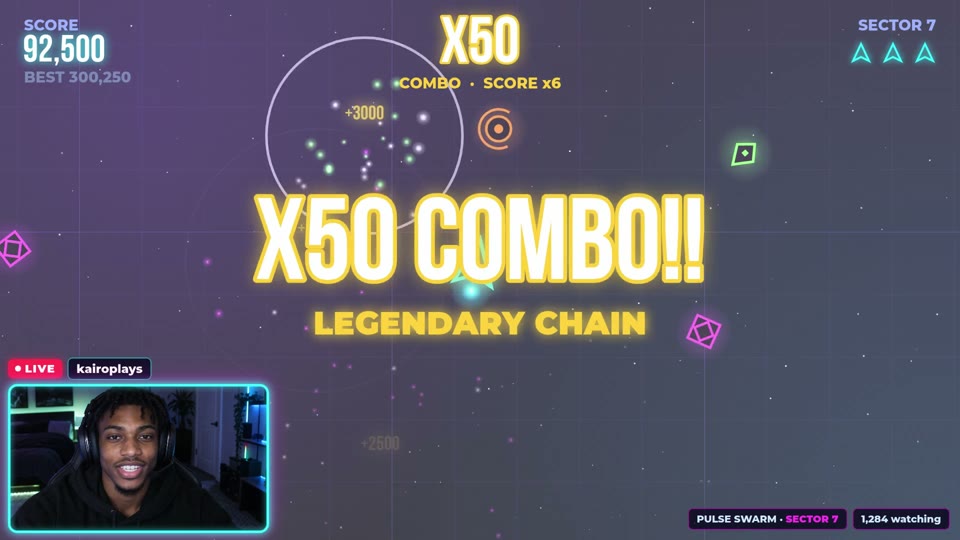 SCORE
92,500
BEST 300,250
X50
COMBO · SCORE x6
SECTOR 7
+3000
X50 COMBO!!
LEGENDARY CHAIN
LIVE
kairoplays
+2500
PULSE SWARM · SECTOR 7
1,284 watching